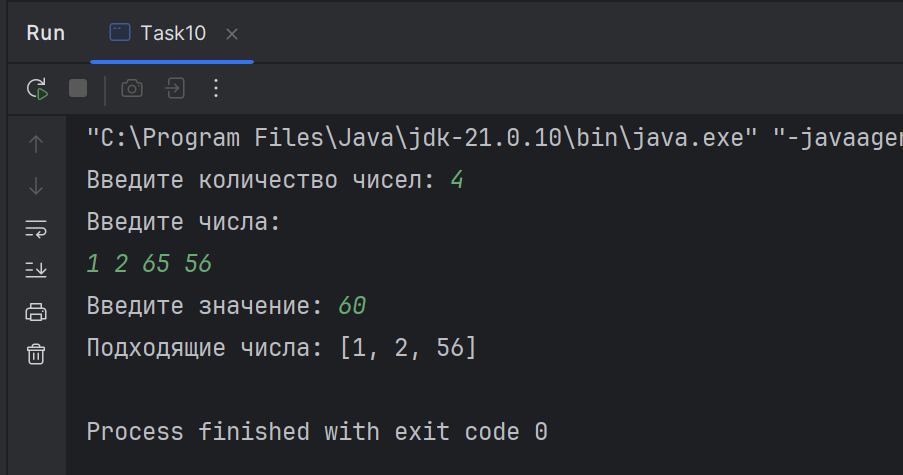 Run Task10
"C:\Program Files\Java\jdk-21.0.10\bin\java.exe" "-javaager
Введите количество чисел: 4
Введите числа:
1 2 65 56
Введите значение: 60
Подходящие числа: [1, 2, 56]
Process finished with exit code 0